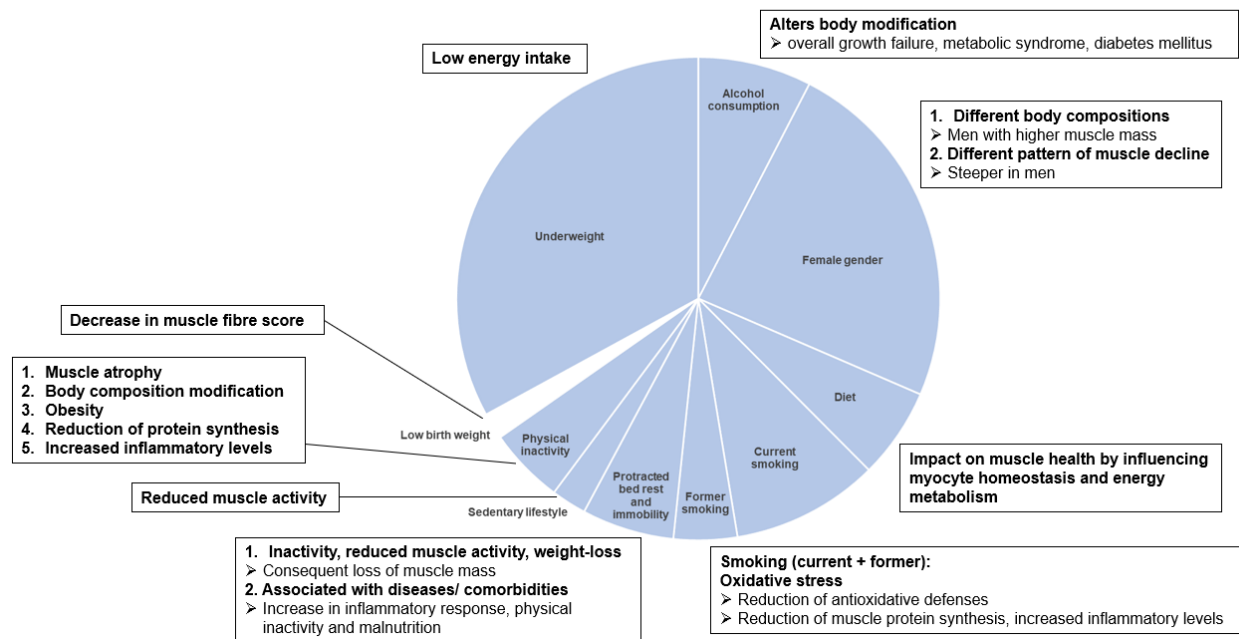 Alters body modification
➢ overall growth failure, metabolic syndrome, diabetes mellitus
Low energy intake
Alcohol
consumption
1. Different body compositions
➢ Men with higher muscle mass
2. Different pattern of muscle decline
➢ Steeper in men
Underweight
Female gender
Decrease in muscle fibre score
1. Muscle atrophy
2. Body composition modification
3. Obesity
4. Reduction of protein synthesis
5. Increased inflammatory levels
Diet
Low birth weight
Physical
inactivity
Current
smoking
Impact on muscle health by influencing
myocyte homeostasis and energy
metabolism
Reduced muscle activity
Sedentary lifestyle
Protracted
bed rest
and
immobility
Former
smoking
1. Inactivity, reduced muscle activity, weight-loss
➢ Consequent loss of muscle mass
2. Associated with diseases/ comorbidities
➢ Increase in inflammatory response, physical
inactivity and malnutrition
Smoking (current + former):
Oxidative stress
➢ Reduction of antioxidative defenses
➢ Reduction of muscle protein synthesis, increased inflammatory levels